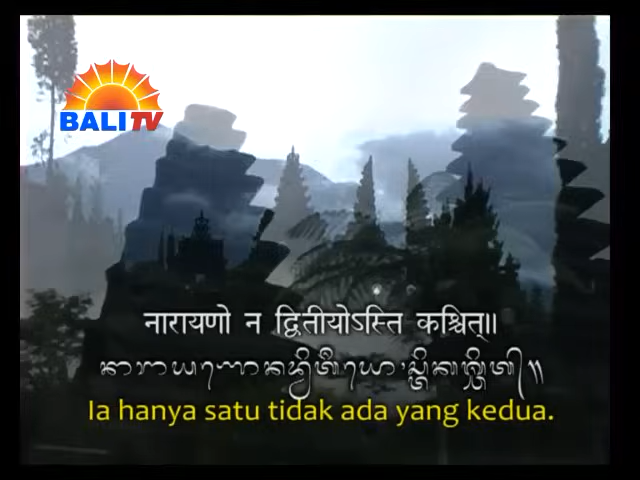 BALI TV
नारायणो न द्वितीयोऽस्ति कश्चित्॥
Ia hanya satu tidak ada yang kedua.